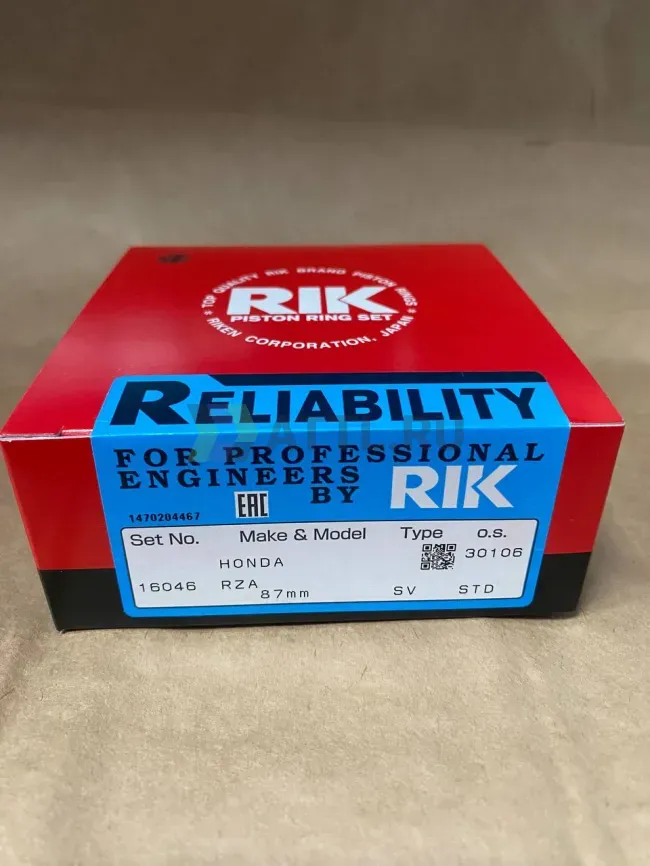 TOP QUALITY RIK BRAND PISTON RINGS
RIK
PISTON RING SET
RIKEN CORPORATION, JAPAN
RELIABILITY
FOR PROFESSIONAL
ENGINEERS
BY RIK
EAC
1470204467
Set No. Make & Model Type o.s.
HONDA 30106
16046 RZA 87mm SV STD